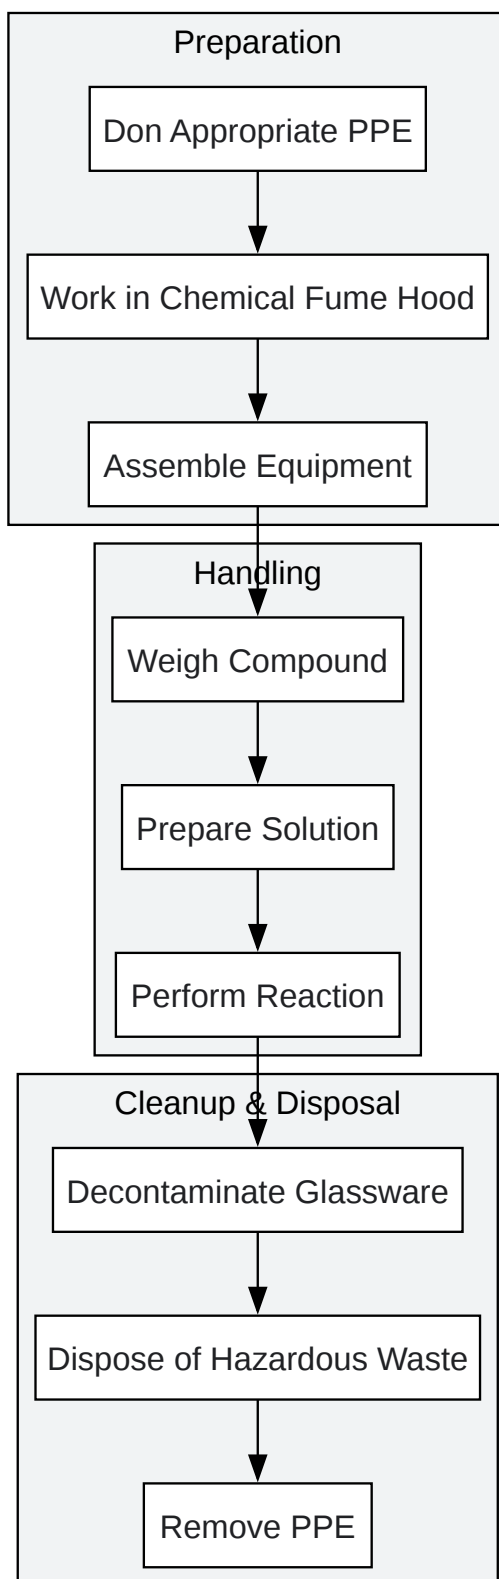 Preparation
Don Appropriate PPE
Work in Chemical Fume Hood
Assemble Equipment
Handling
Weigh Compound
Prepare Solution
Perform Reaction
Cleanup & Disposal
Decontaminate Glassware
Dispose of Hazardous Waste
Remove PPE